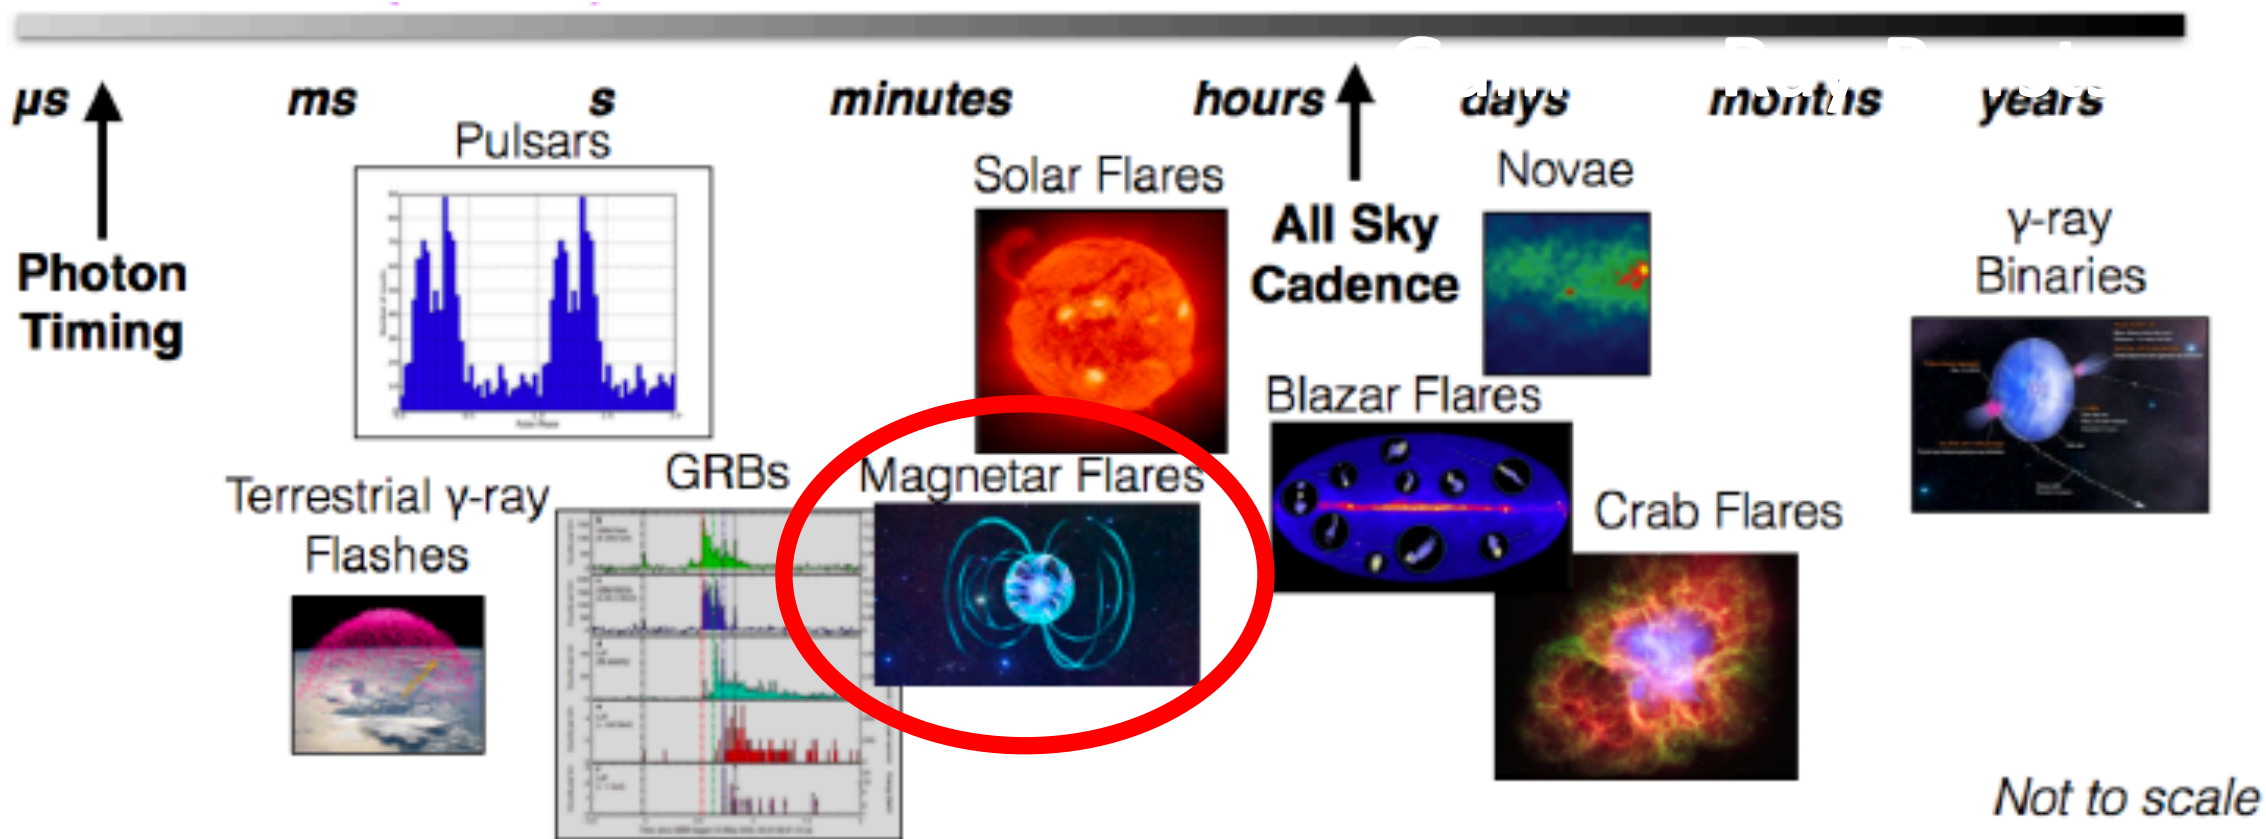 μs ms s minutes hours days months years
Photon
Timing
Pulsars
Solar Flares
All Sky
Cadence
Novae
γ-ray
Binaries
Terrestrial γ-ray
Flashes
GRBs
Magnetar Flares
Blazar Flares
Crab Flares
Not to scale